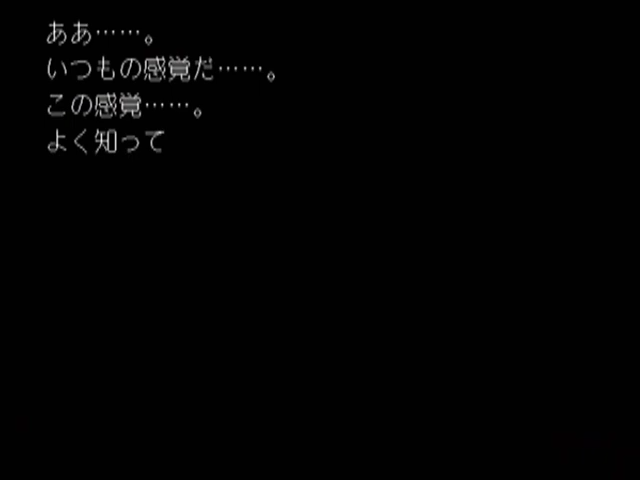 ああ……。
いつもの感覚だ……。
この感覚……。
よく知って